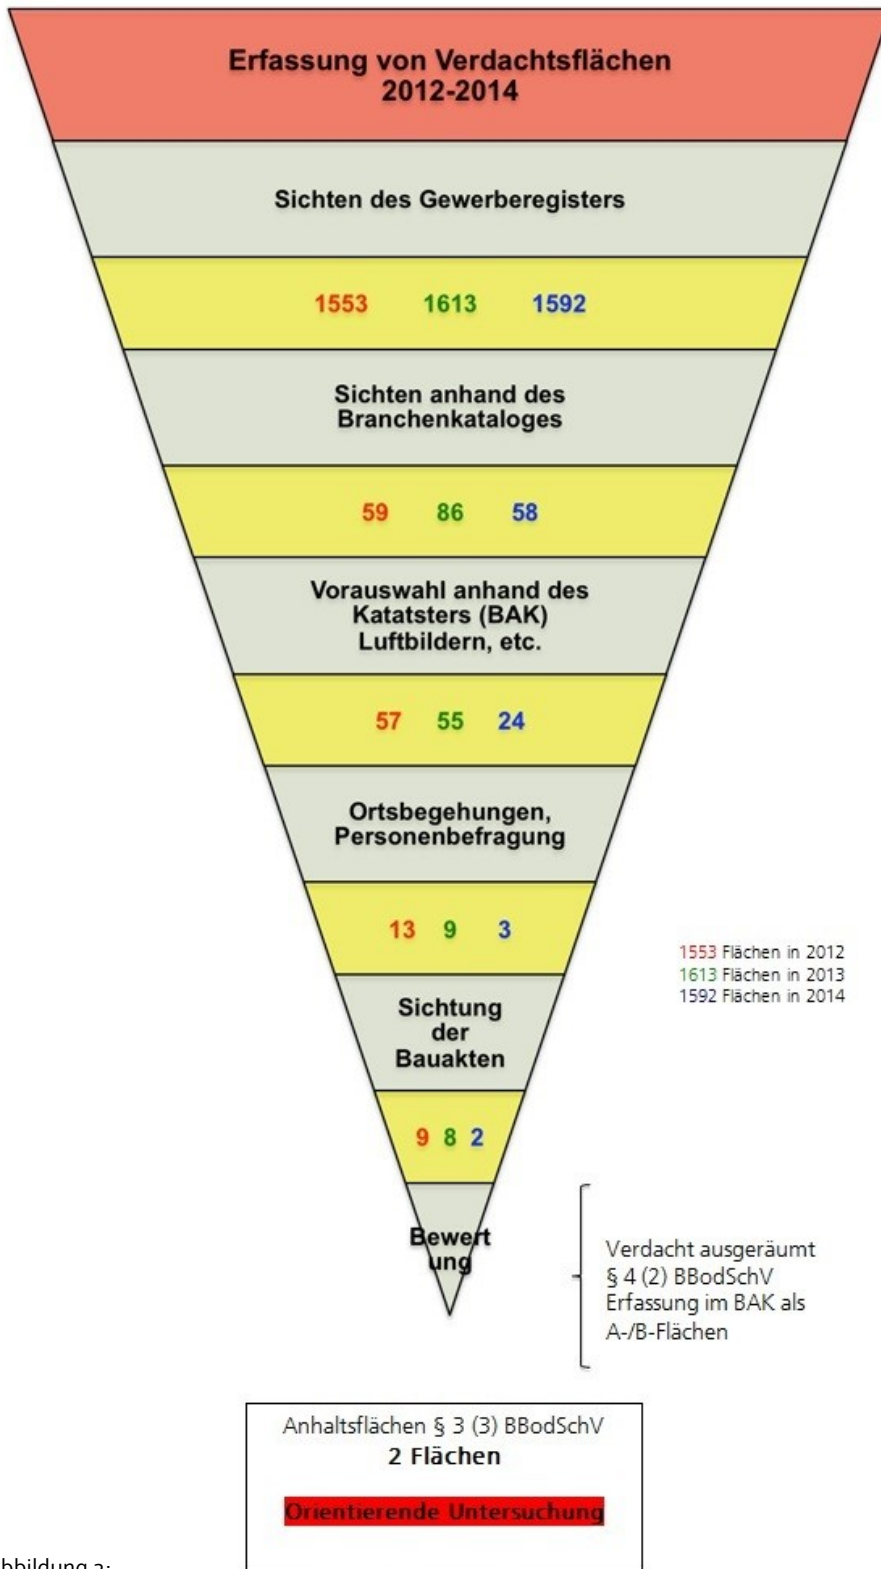 Erfassung von Verdachtsflächen
2012-2014
Sichten des Gewerberegisters
1553 1613 1592
Sichten anhand des
Branchenkataloges
59 86 58
Vorauswahl anhand des
Katatsters (BAK)
Luftbildern, etc.
57 55 24
Ortsbegehungen,
Personenbefragung
13 9 3
1553 Flächen in 2012
1613 Flächen in 2013
1592 Flächen in 2014
Sichtung
der
Bauakten
9 8 2
Bewert
ung
Verdacht ausgeräumt
§ 4 (2) BBodSchV
Erfassung im BAK als
A-/B-Flächen
Anhaltsflächen § 3 (3) BBodSchV
2 Flächen
Orientierende Untersuchung